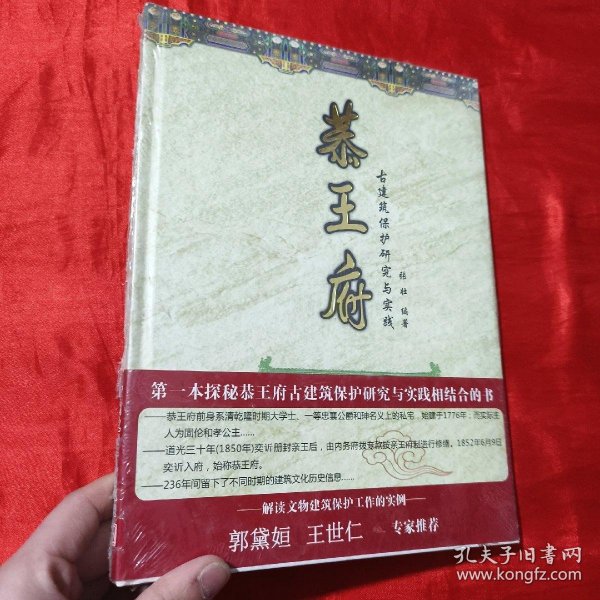 恭王府
古建筑保护研究与实践
张壮 编著
第一本探秘恭王府古建筑保护研究与实践相结合的书
——恭王府前身系清乾隆时期大学士、一等忠襄公爵和珅名义上的私宅，始建于1776年，而实际主
人为固伦和孝公主……
——道光三十年(1850年)奕䜣册封亲王后，由内务府拨专款按亲王府制进行修缮，1852年6月9日
奕䜣入府，始称恭王府。
——236年间留下了不同时期的建筑文化历史信息……
——解读文物建筑保护工作的实例——
郭黛姮 王世仁 专家推荐
孔夫子旧书网
www.kongfz.com